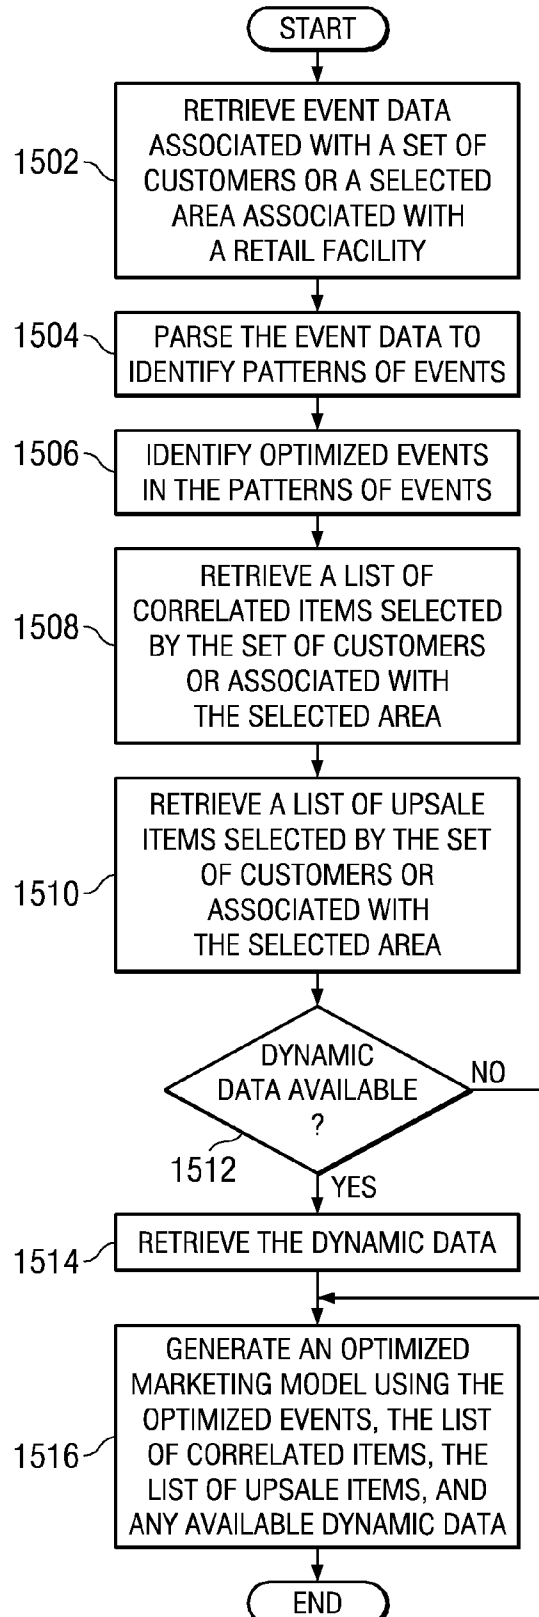 START
1502
RETRIEVE EVENT DATA
ASSOCIATED WITH A SET OF
CUSTOMERS OR A SELECTED
AREA ASSOCIATED WITH
A RETAIL FACILITY
1504
PARSE THE EVENT DATA TO
IDENTIFY PATTERNS OF EVENTS
1506
IDENTIFY OPTIMIZED EVENTS
IN THE PATTERNS OF EVENTS
1508
RETRIEVE A LIST OF
CORRELATED ITEMS SELECTED
BY THE SET OF CUSTOMERS
OR ASSOCIATED WITH
THE SELECTED AREA
1510
RETRIEVE A LIST OF UPSALE
ITEMS SELECTED BY THE SET
OF CUSTOMERS OR
ASSOCIATED WITH
THE SELECTED AREA
DYNAMIC
DATA AVAILABLE
?
NO
1512
YES
1514
RETRIEVE THE DYNAMIC DATA
1516
GENERATE AN OPTIMIZED
MARKETING MODEL USING THE
OPTIMIZED EVENTS, THE LIST
OF CORRELATED ITEMS, THE
LIST OF UPSALE ITEMS, AND
ANY AVAILABLE DYNAMIC DATA
END